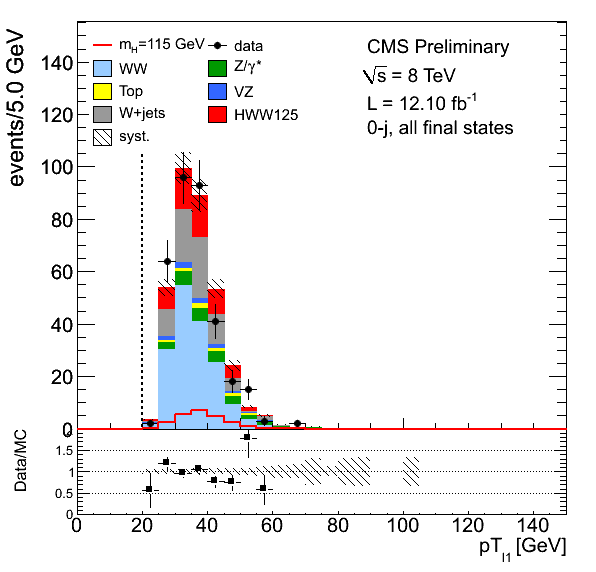 events/5.0 GeV
140
120
100
80
60
40
20
0
m_H=115 GeV
data
WW
Z/γ*
Top
VZ
W+jets
HWW125
syst.
CMS Preliminary
√s = 8 TeV
L = 12.10 fb⁻¹
0-j, all final states
Data/MC
2
1.5
1
0.5
0
0 20 40 60 80 100 120 140
pT_l1 [GeV]